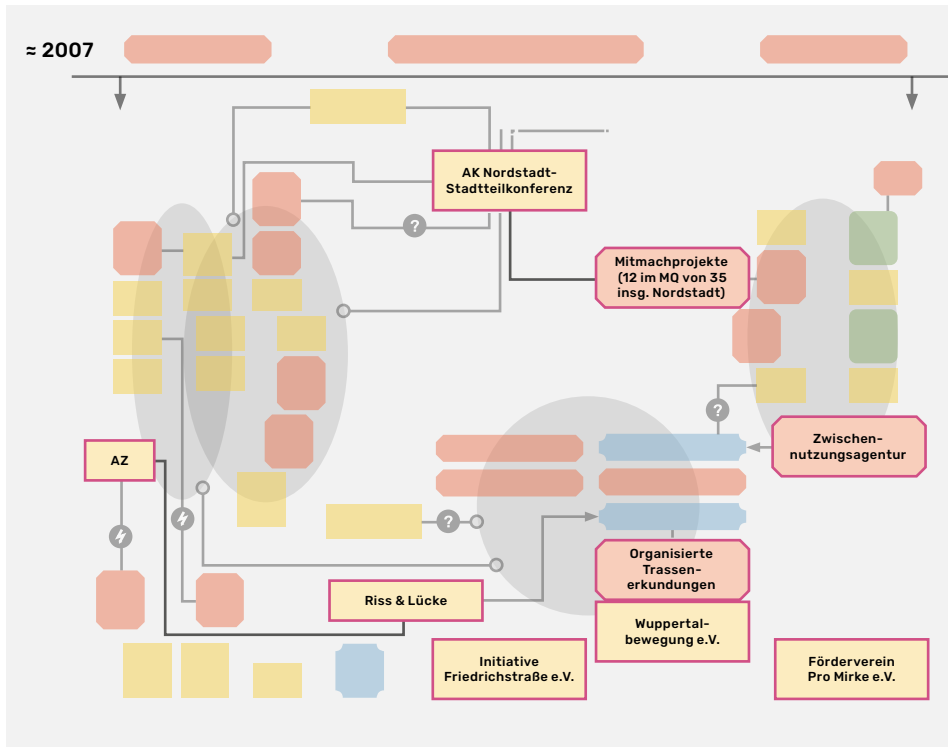 ≈ 2007
AK Nordstadt-
Stadtteilkonferenz
?
Mitmachprojekte
(12 im MQ von 35
insg. Nordstadt)
?
Zwischen-
nutzungsagentur
AZ
?
Organisierte
Trassen-
erkundungen
Riss & Lücke
Wuppertal-
bewegung e.V.
Initiative
Friedrichstraße e.V.
Förderverein
Pro Mirke e.V.